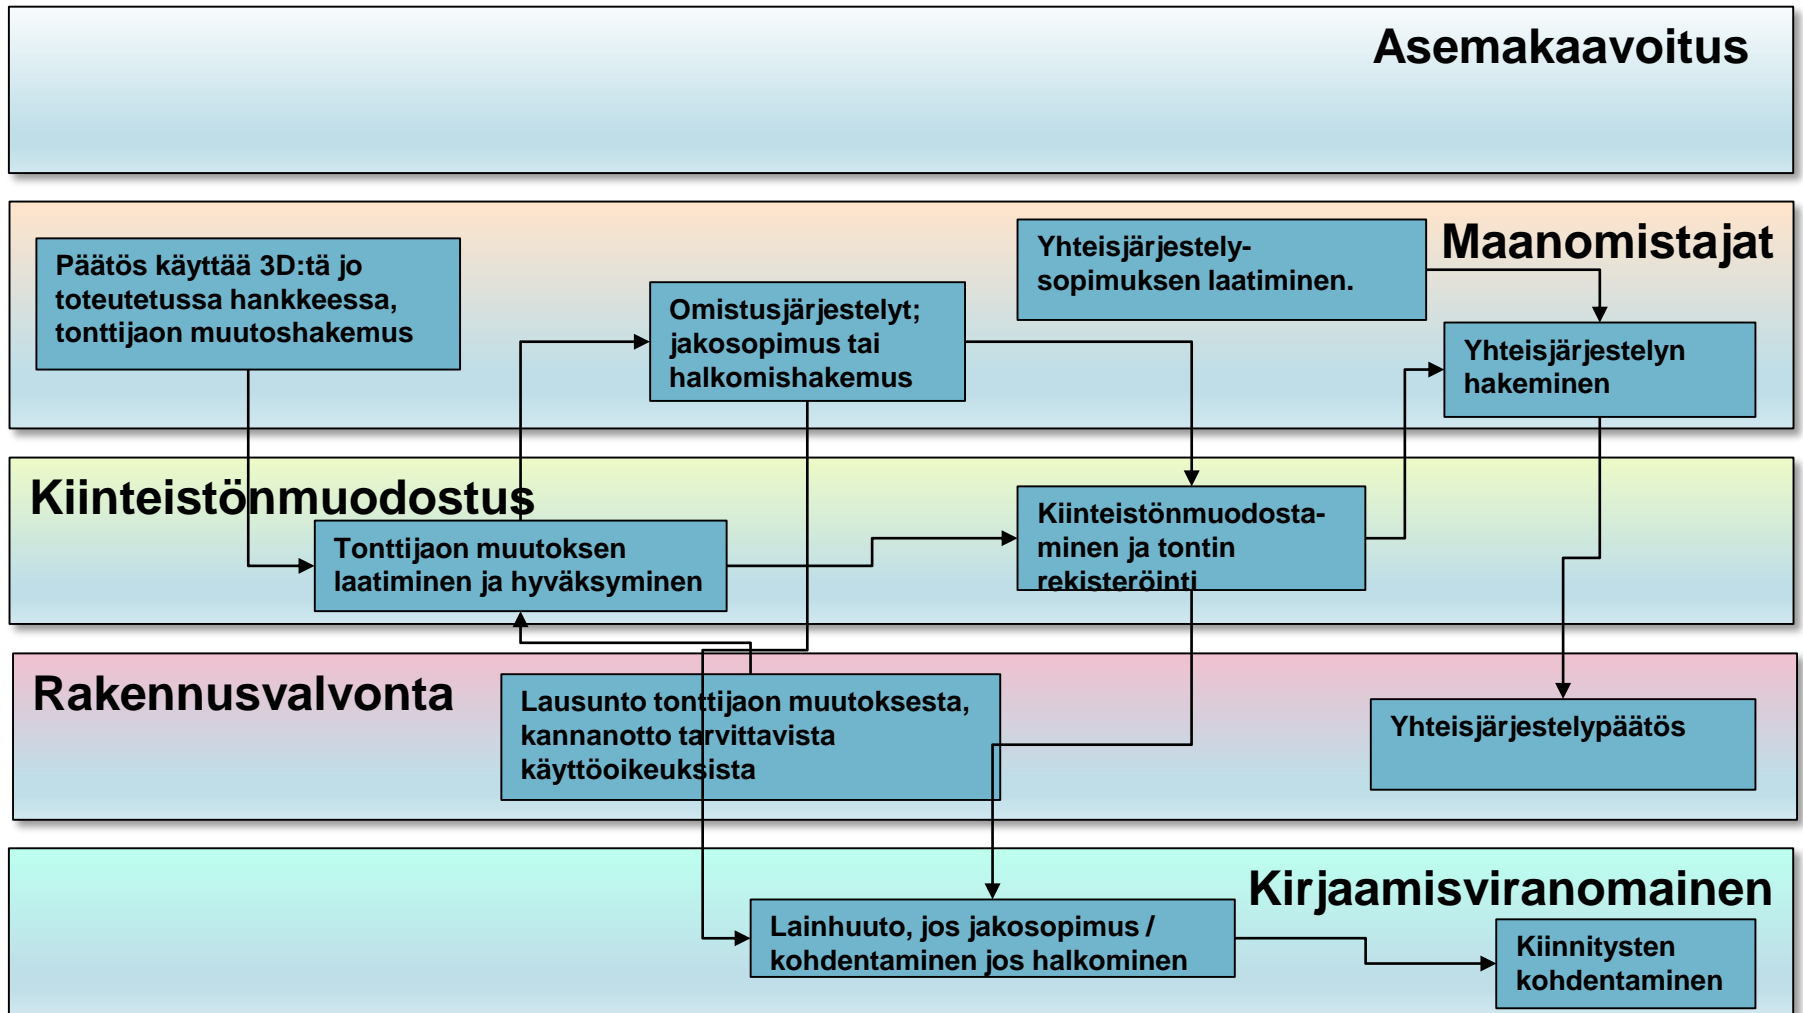 Asemakaavoitus
Maanomistajat
Päätös käyttää 3D:tä jo
toteutetussa hankkeessa,
tonttijaon muutoshakemus
Omistusjärjestelyt;
jakosopimus tai
halkomishakemus
Yhteisjärjestely-
sopimuksen laatiminen.
Yhteisjärjestelyn
hakeminen
Kiinteistönmuodostus
Tonttijaon muutoksen
laatiminen ja hyväksyminen
Kiinteistönmuodosta-
minen ja tontin
rekisteröinti
Rakennusvalvonta
Lausunto tonttijaon muutoksesta,
kannanotto tarvittavista
käyttöoikeuksista
Yhteisjärjestelypäätös
Kirjaamisviranomainen
Lainhuuto, jos jakosopimus /
kohdentaminen jos halkominen
Kiinnitysten
kohdentaminen